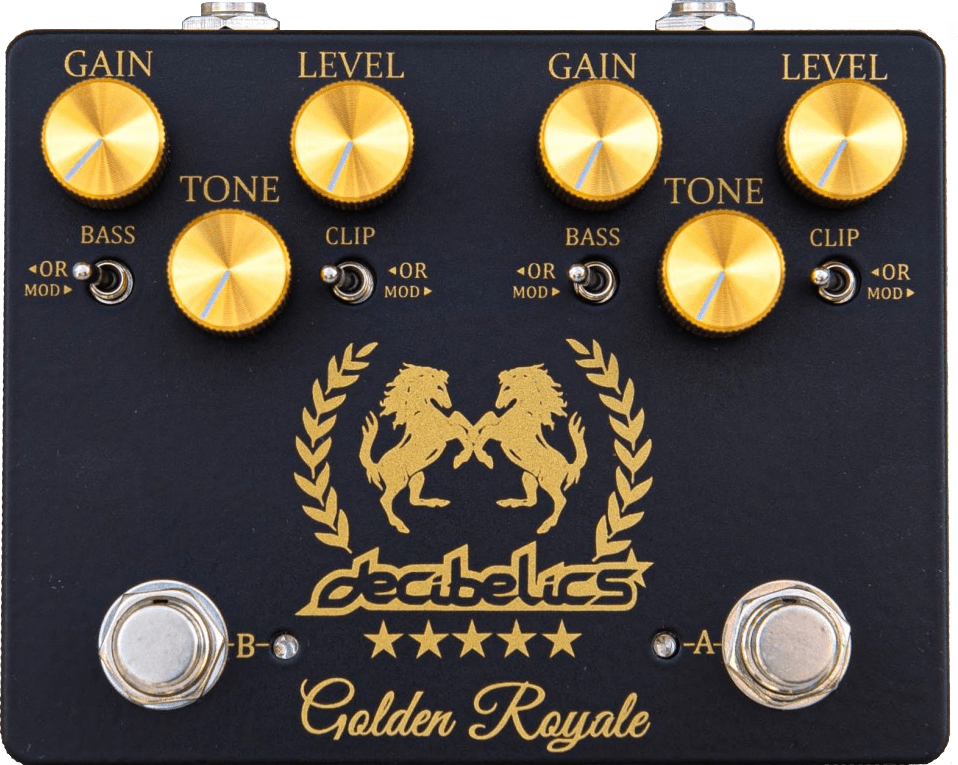 GAIN LEVEL GAIN LEVEL
TONE TONE
BASS CLIP BASS CLIP
◂OR ◂OR ◂OR ◂OR
MOD▸ MOD▸ MOD▸ MOD▸
decibelics
B A
Golden Royale